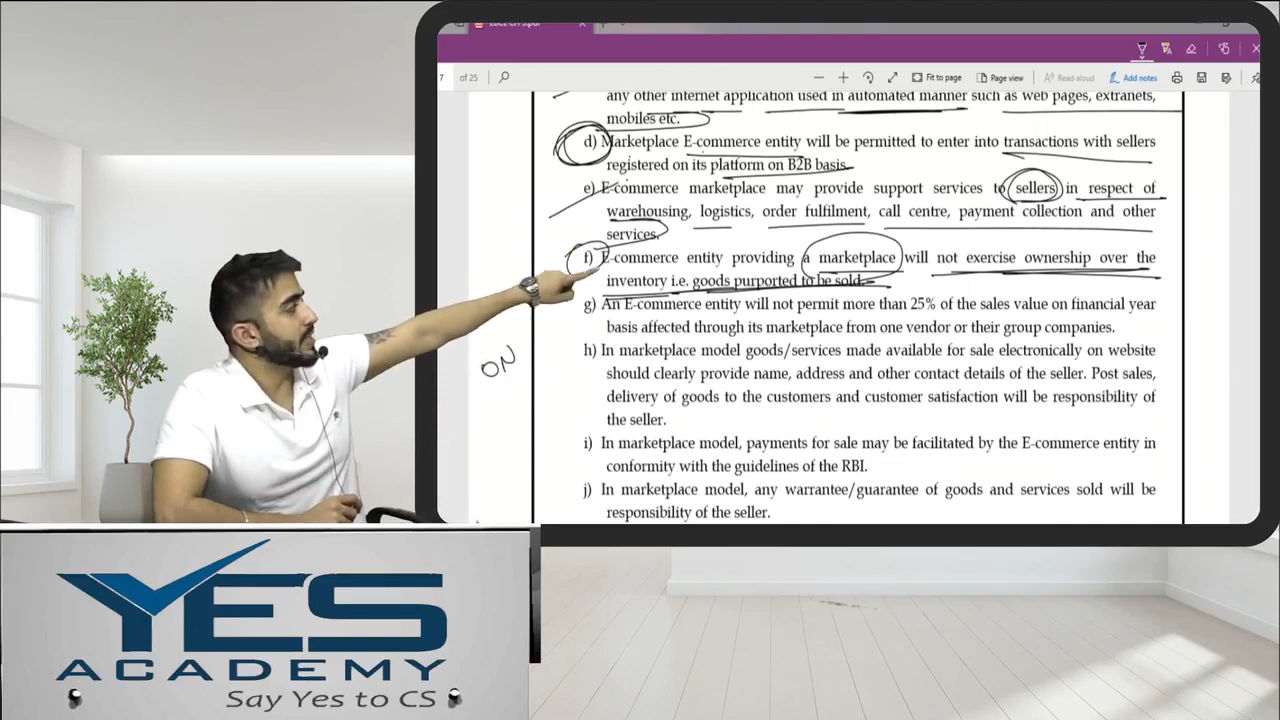 7 of 25
Fit to page
Page view
Read aloud
Add notes
any other internet application used in automated manner such as web pages, extranets,
mobiles etc.
d) Marketplace E-commerce entity will be permitted to enter into transactions with sellers
registered on its platform on B2B basis.
e) E-commerce marketplace may provide support services to sellers in respect of
warehousing, logistics, order fulfilment, call centre, payment collection and other
services.
f) E-commerce entity providing a marketplace will not exercise ownership over the
inventory i.e. goods purported to be sold.
g) An E-commerce entity will not permit more than 25% of the sales value on financial year
basis affected through its marketplace from one vendor or their group companies.
h) In marketplace model goods/services made available for sale electronically on website
should clearly provide name, address and other contact details of the seller. Post sales,
delivery of goods to the customers and customer satisfaction will be responsibility of
the seller.
i) In marketplace model, payments for sale may be facilitated by the E-commerce entity in
conformity with the guidelines of the RBI.
j) In marketplace model, any warrantee/guarantee of goods and services sold will be
responsibility of the seller.
ON
YES
ACADEMY
Say Yes to CS